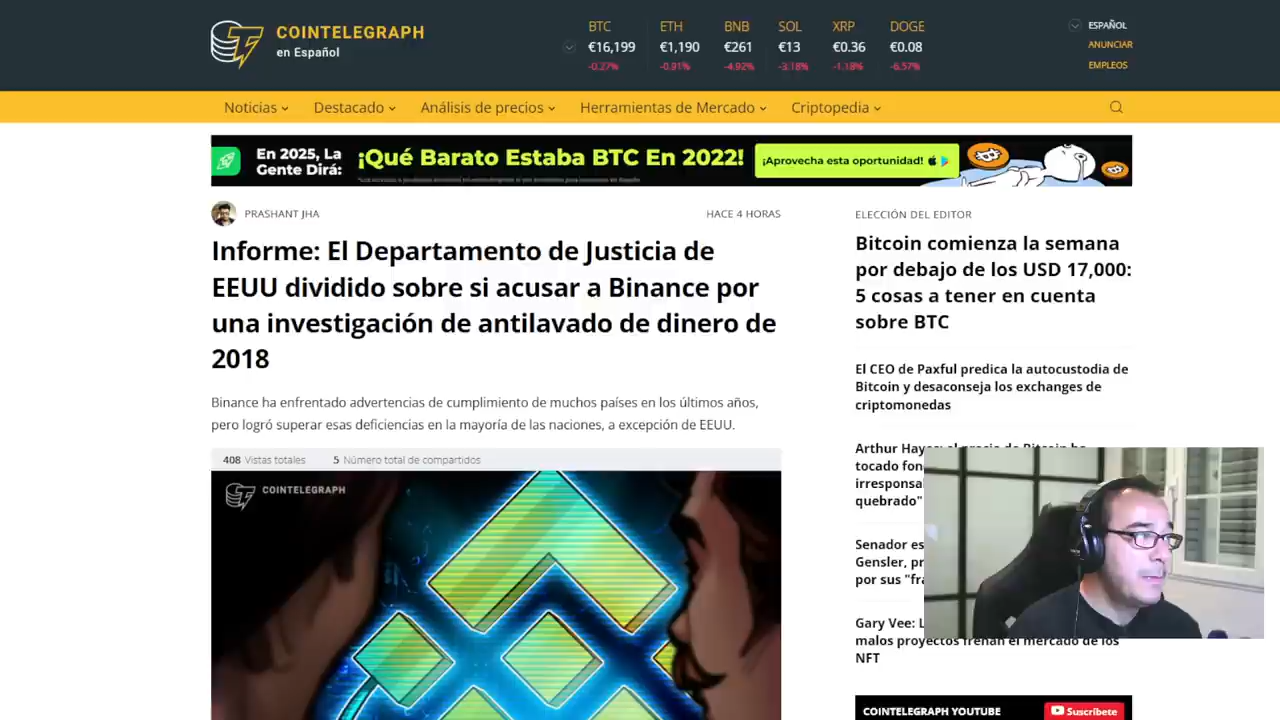 COINTELEGRAPH
en Español
BTC
€16,199
-0.27%
ETH
€1,190
-0.91%
BNB
€261
-4.92%
SOL
€13
-3.18%
XRP
€0.36
-1.18%
DOGE
€0.08
-6.57%
ESPAÑOL
ANUNCIAR
EMPLEOS
Noticias
Destacado
Análisis de precios
Herramientas de Mercado
Criptopedia
En 2025, La
Gente Dirá:
¡Qué Barato Estaba BTC En 2022!
¡Aprovecha esta oportunidad!
PRASHANT JHA
HACE 4 HORAS
Informe: El Departamento de Justicia de
EEUU dividido sobre si acusar a Binance por
una investigación de antilavado de dinero de
2018
Binance ha enfrentado advertencias de cumplimiento de muchos países en los últimos años,
pero logró superar esas deficiencias en la mayoría de las naciones, a excepción de EEUU.
408 Vistas totales
5 Número total de compartidos
COINTELEGRAPH
ELECCIÓN DEL EDITOR
Bitcoin comienza la semana
por debajo de los USD 17,000:
5 cosas a tener en cuenta
sobre BTC
El CEO de Paxful predica la autocustodia de
Bitcoin y desaconseja los exchanges de
criptomonedas
Arthur
tocado
quebrado"
Senador
Gensler,
por sus
Gary Vee:
malos proyectos frenan el mercado de los
NFT
COINTELEGRAPH YOUTUBE
Suscríbete